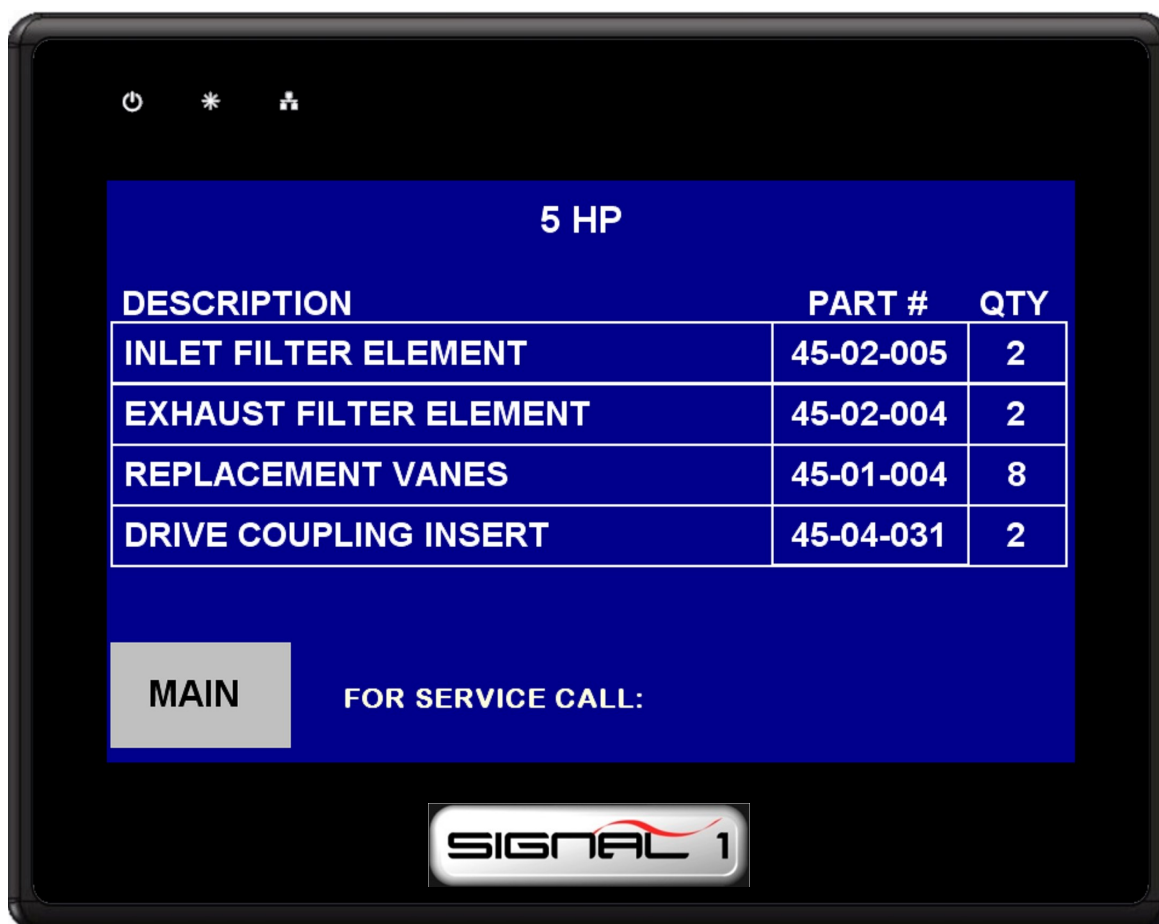 5 HP
DESCRIPTION PART # QTY
INLET FILTER ELEMENT 45-02-005 2
EXHAUST FILTER ELEMENT 45-02-004 2
REPLACEMENT VANES 45-01-004 8
DRIVE COUPLING INSERT 45-04-031 2
MAIN FOR SERVICE CALL:
SIGNAL 1